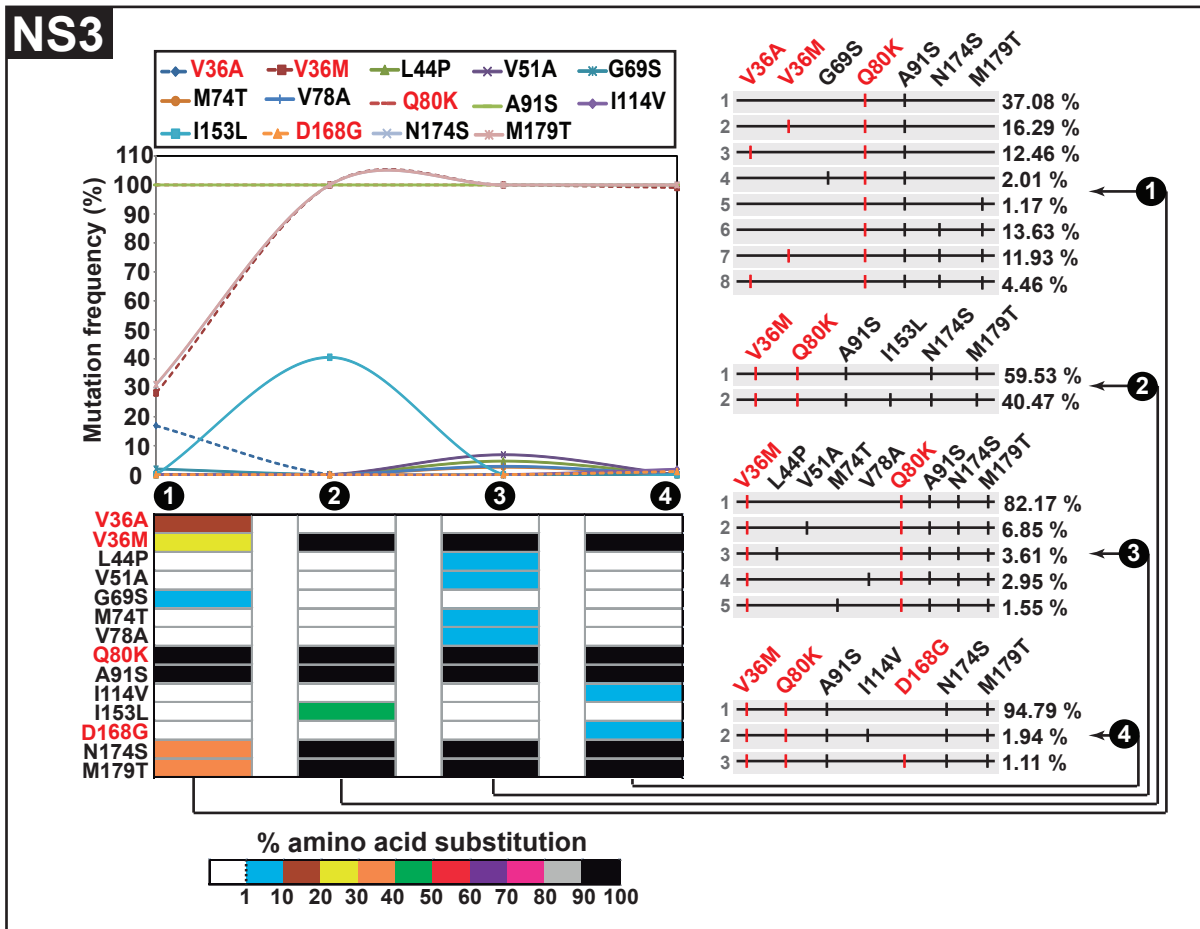 NS3
V36A V36M L44P V51A G69S
M74T V78A Q80K A91S I114V
I153L D168G N174S M179T
Mutation frequency (%)
110
100
90
80
70
60
50
40
30
20
10
0
1 2 3 4
V36A
V36M
L44P
V51A
G69S
M74T
V78A
Q80K
A91S
I114V
I153L
D168G
N174S
M179T
% amino acid substitution
1 10 20 30 40 50 60 70 80 90 100
V36A V36M G69S Q80K A91S N174S M179T
1 37.08 %
2 16.29 %
3 12.46 %
4 2.01 %
5 1.17 %
6 13.63 %
7 11.93 %
8 4.46 %
1
V36M Q80K A91S I153L N174S M179T
1 59.53 %
2 40.47 %
2
V36M L44P V51A M74T V78A Q80K A91S N174S M179T
1 82.17 %
2 6.85 %
3 3.61 %
4 2.95 %
5 1.55 %
3
V36M Q80K A91S I114V D168G N174S M179T
1 94.79 %
2 1.94 %
3 1.11 %
4